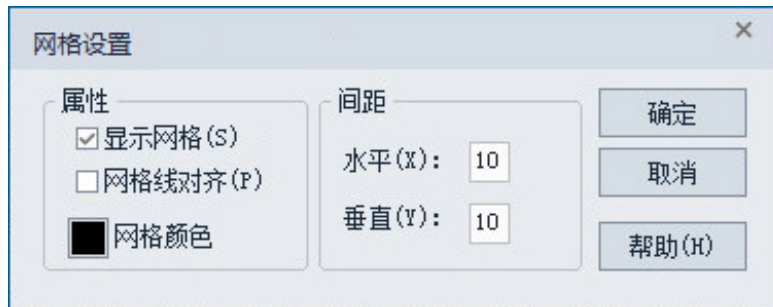 网格设置
属性
显示网格(S)
网格线对齐(P)
网格颜色
间距
水平(X): 10
垂直(Y): 10
确定
取消
帮助(H)